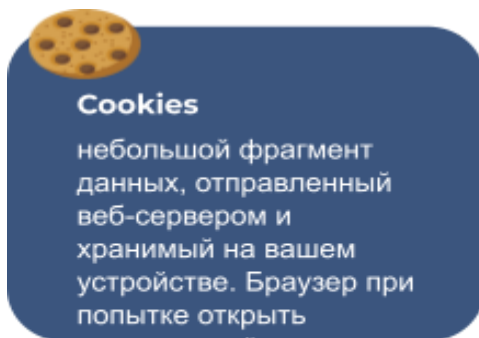 Cookies
небольшой фрагмент
данных, отправленный
веб-сервером и
хранимый на вашем
устройстве. Браузер при
попытке открыть